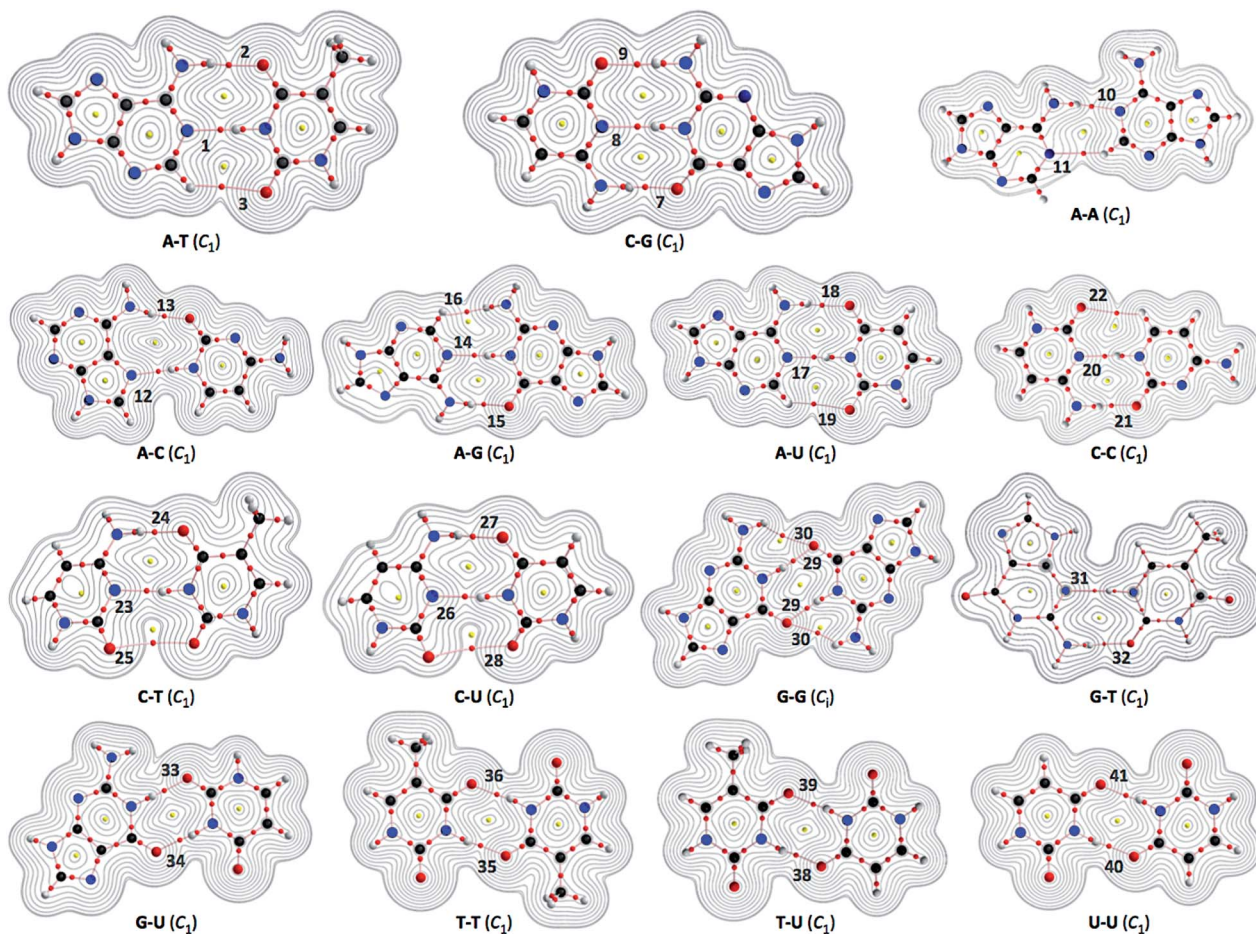 2
1
3
A-T (C1)
9
8
7
C-G (C1)
10
11
A-A (C1)
13
12
A-C (C1)
16
14
15
A-G (C1)
18
17
19
A-U (C1)
22
20
21
C-C (C1)
24
23
25
C-T (C1)
27
26
28
C-U (C1)
30
29
29
30
G-G (Ci)
31
32
G-T (C1)
33
34
G-U (C1)
36
35
T-T (C1)
39
38
T-U (C1)
41
40
U-U (C1)